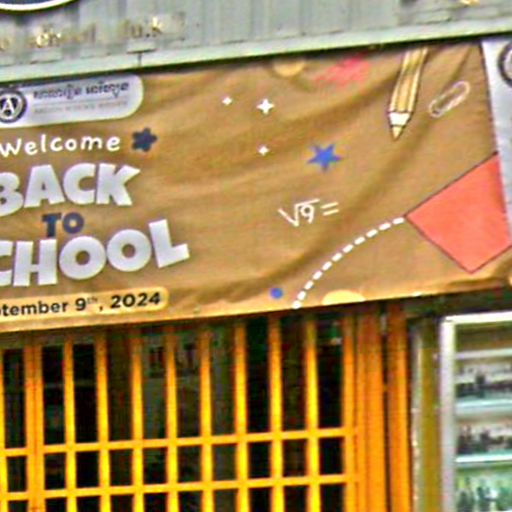 Welcome
BACK
TO
CHOOL
tember 9th, 2024
√9=